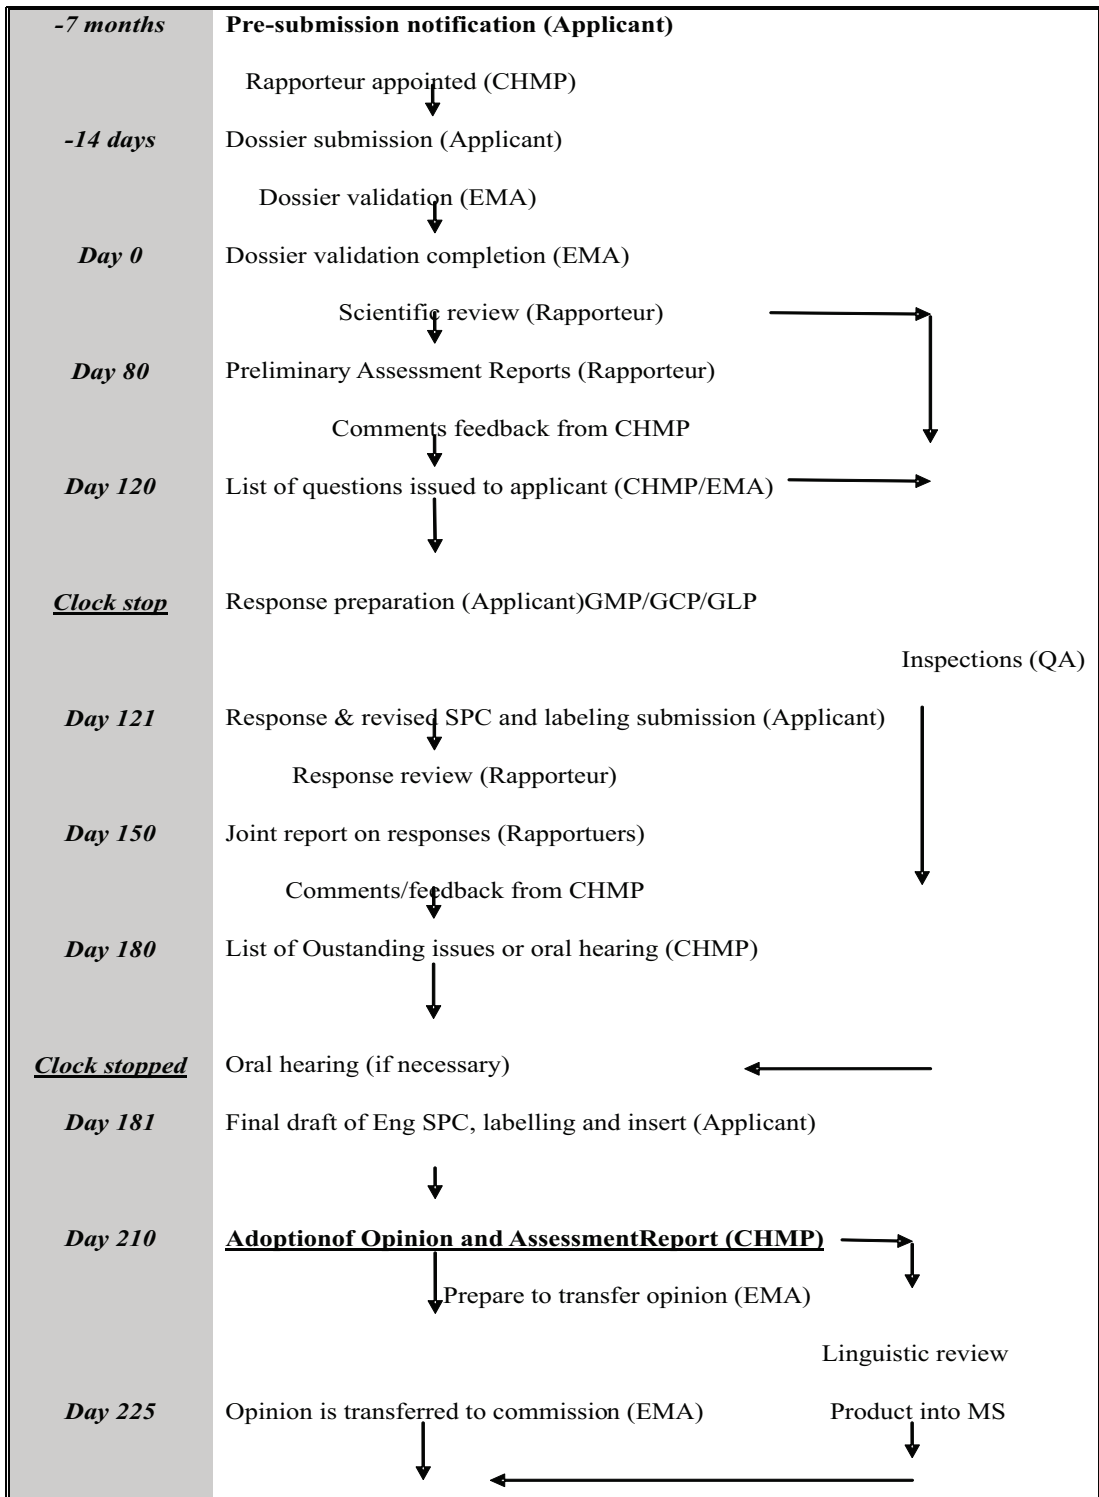 -7 months Pre-submission notification (Applicant)
Rapporteur appointed (CHMP)
-14 days Dossier submission (Applicant)
Dossier validation (EMA)
Day 0 Dossier validation completion (EMA)
Scientific review (Rapporteur)
Day 80 Preliminary Assessment Reports (Rapporteur)
Comments feedback from CHMP
Day 120 List of questions issued to applicant (CHMP/EMA)
Clock stop Response preparation (Applicant)GMP/GCP/GLP
Inspections (QA)
Day 121 Response & revised SPC and labeling submission (Applicant)
Response review (Rapporteur)
Day 150 Joint report on responses (Rapportuers)
Comments/feedback from CHMP
Day 180 List of Oustanding issues or oral hearing (CHMP)
Clock stopped Oral hearing (if necessary)
Day 181 Final draft of Eng SPC, labelling and insert (Applicant)
Day 210 Adoptionof Opinion and AssessmentReport (CHMP)
Prepare to transfer opinion (EMA)
Linguistic review
Day 225 Opinion is transferred to commission (EMA) Product into MS